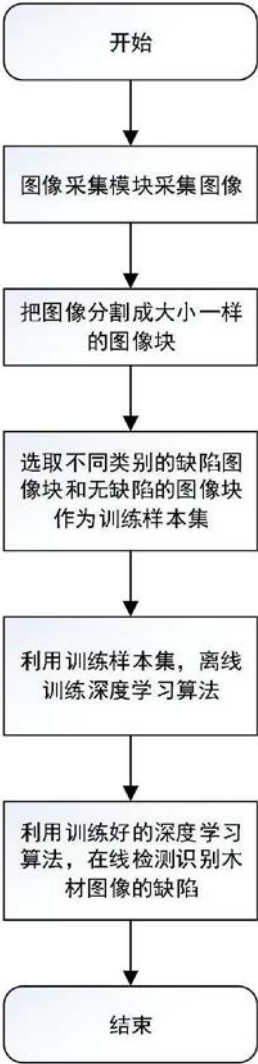 开始
图像采集模块采集图像
把图像分割成大小一样
的图像块
选取不同类别的缺陷图
像块和无缺陷的图像块
作为训练样本集
利用训练样本集，离线
训练深度学习算法
利用训练好的深度学习
算法，在线检测识别木
材图像的缺陷
结束